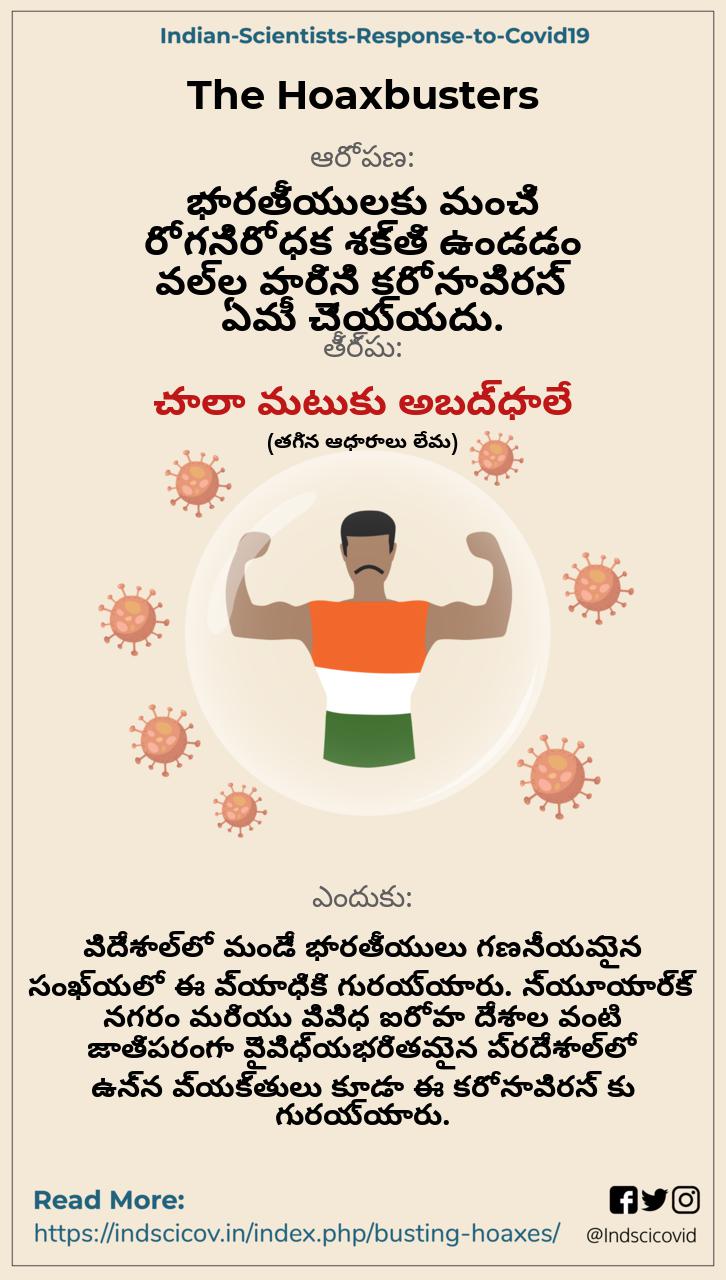 Indian-Scientists-Response-to-Covid19
The Hoaxbusters
ఆరోపణ:
భారతీయులకు మంచి
రోగనిరోధక శక్‌తి ఉండడం
వల్‌ల వారిని కరోనావిరస్
ఏమీ చేయ్‌యదు.
తీర్‌పు:
చాలా మటుకు అబద్‌ధాలే
(తగిన ఆధారాలు లేమ)
ఎందుకు:
విదేశాల్‌లో మండే భారతీయులు గణనీయమైన
సంఖ్‌యలో ఈ వ్‌యాధికి గురయ్‌యారు. న్‌యూయార్‌క్
నగరం మరియు వివిధ ఐరోపా దేశాల వంటి
జాతిపరంగా వైవిధ్‌యభరితమైన ప్‌రదేశాల్‌లో
ఉన్‌న వ్‌యక్‌తులు కూడా ఈ కరోనావిరస్ కు
గురయ్‌యారు.
Read More:
https://indscicov.in/index.php/busting-hoaxes/
@Indscicovid